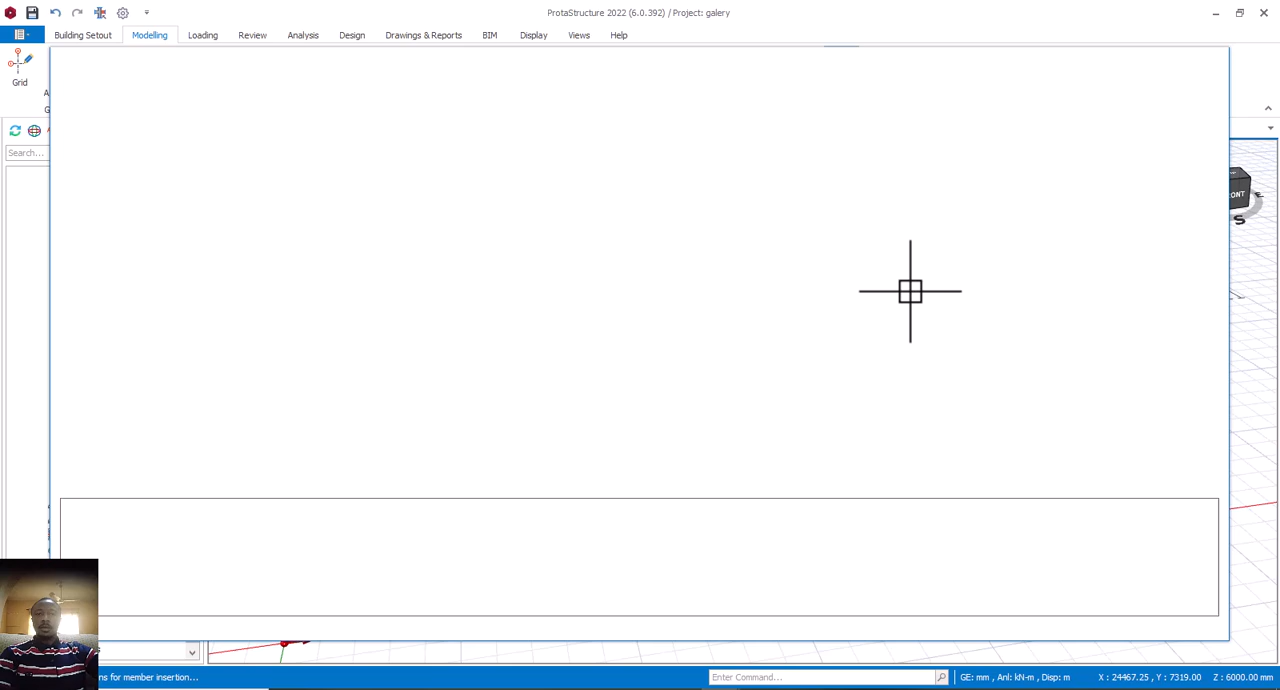 ProtaStructure 2022 (6.0.392) / Project: galery
Building Setout Modelling Loading Review Analysis Design Drawings & Reports BIM Display Views Help
Grid
Search...
FRONT
S
ns for member insertion...
Enter Command...
GE: mm , Anl: kN-m , Disp: m
X : 24467.25 , Y : 7319.00
Z : 6000.00 mm